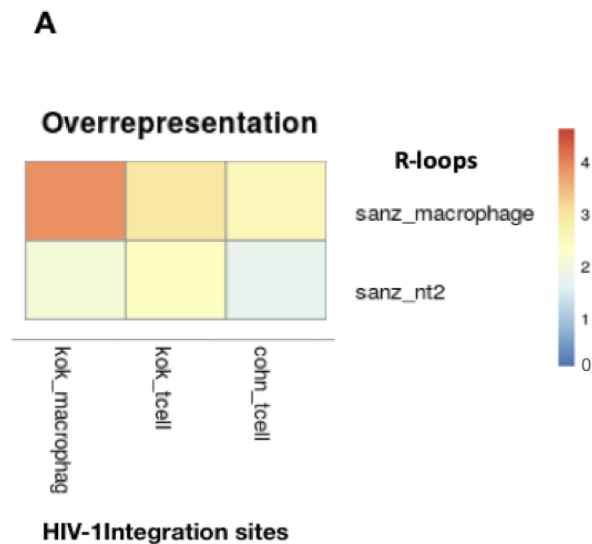 A
Overrepresentation
R-loops
sanz_macrophage
sanz_nt2
4
3
2
1
0
kok_macrophag
kok_tcell
cohn_tcell
HIV-1Integration sites